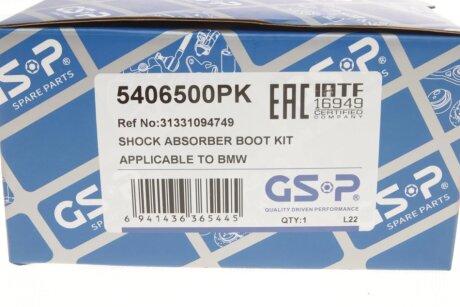 GSP
SPARE PARTS
GSP
SPARE PARTS
5406500PK
EAC
IATF
16949
CERTIFIED
COMPANY
Ref No:31331094749
SHOCK ABSORBER BOOT KIT
APPLICABLE TO BMW
6 941436 365445
GSP
QUALITY DRIVEN PERFORMANCE
QTY:1 L22